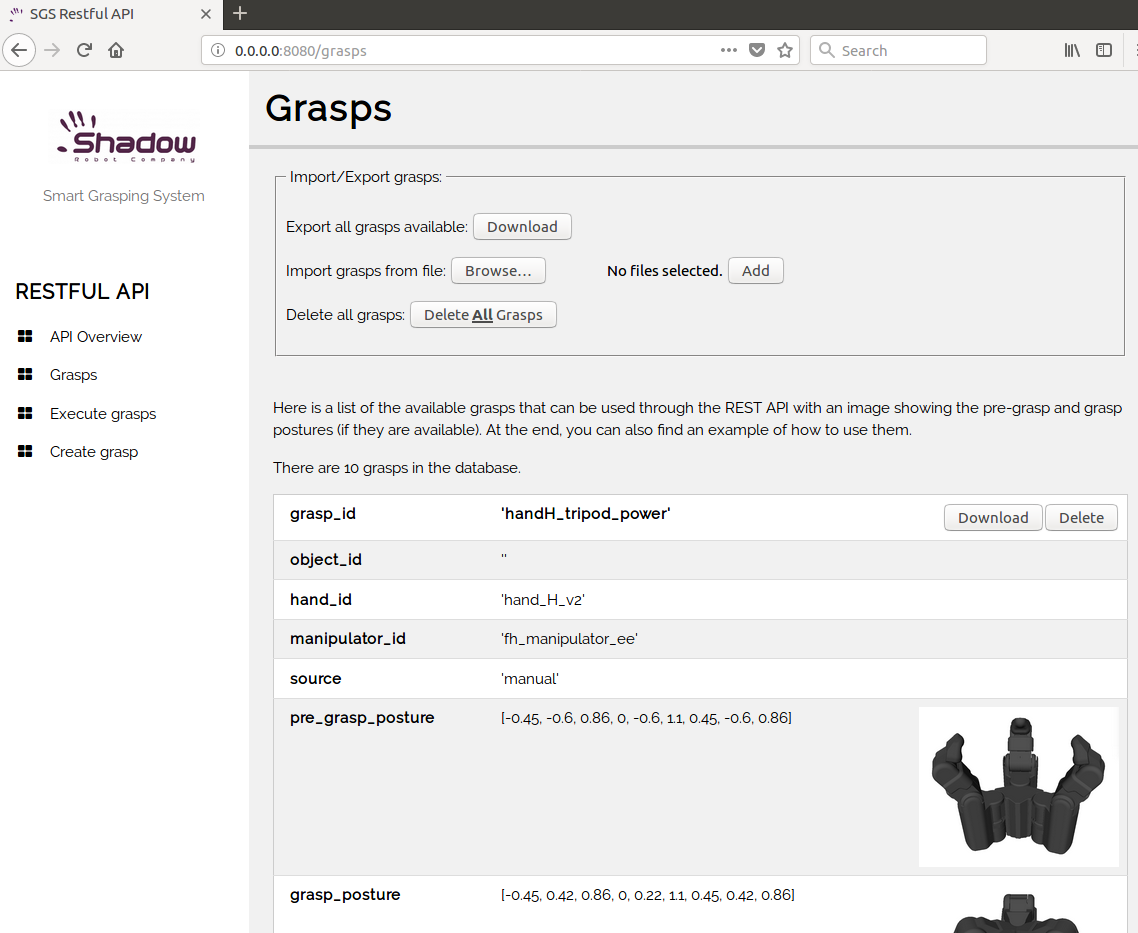 SGS Restful API
0.0.0.0:8080/grasps
Search
Shadow
Robot Company
Smart Grasping System
RESTFUL API
API Overview
Grasps
Execute grasps
Create grasp
Grasps
Import/Export grasps:
Export all grasps available: Download
Import grasps from file: Browse... No files selected. Add
Delete all grasps: Delete All Grasps
Here is a list of the available grasps that can be used through the REST API with an image showing the pre-grasp and grasp
postures (if they are available). At the end, you can also find an example of how to use them.
There are 10 grasps in the database.
grasp_id 'handH_tripod_power' Download Delete
object_id ''
hand_id 'hand_H_v2'
manipulator_id 'fh_manipulator_ee'
source 'manual'
pre_grasp_posture [-0.45, -0.6, 0.86, 0, -0.6, 1.1, 0.45, -0.6, 0.86]
grasp_posture [-0.45, 0.42, 0.86, 0, 0.22, 1.1, 0.45, 0.42, 0.86]